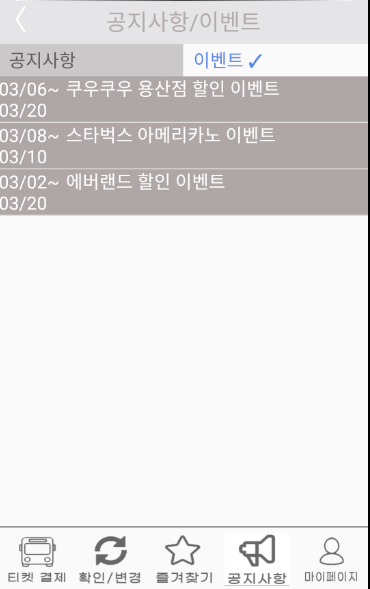 공지사항/이벤트
공지사항
이벤트 ✓
03/06~ 쿠우쿠우 용산점 할인 이벤트
03/20
03/08~ 스타벅스 아메리카노 이벤트
03/10
03/02~ 에버랜드 할인 이벤트
03/20
티켓 결제 확인/변경 즐겨찾기 공지사항 마이페이지